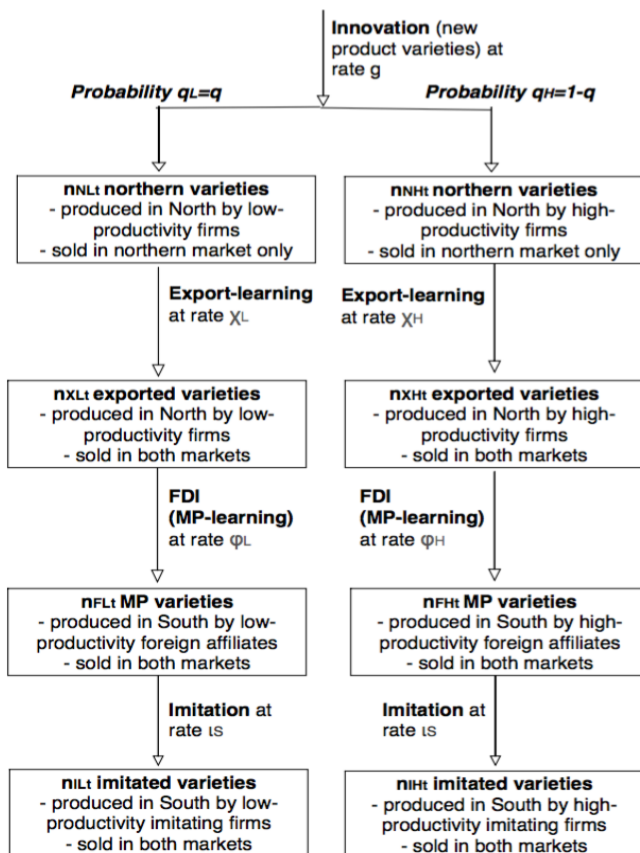 Innovation (new
product varieties) at
rate g
Probability qL=q
Probability qH=1-q
nNLt northern varieties
- produced in North by low-
productivity firms
- sold in northern market only
nNHt northern varieties
- produced in North by high-
productivity firms
- sold in northern market only
Export-learning
at rate χL
Export-learning
at rate χH
nXLt exported varieties
- produced in North by low-
productivity firms
- sold in both markets
nXHt exported varieties
- produced in North by high-
productivity firms
- sold in both markets
FDI
(MP-learning)
at rate φL
FDI
(MP-learning)
at rate φH
nFLt MP varieties
- produced in South by low-
productivity foreign affiliates
- sold in both markets
nFHt MP varieties
- produced in South by high-
productivity foreign affiliates
- sold in both markets
Imitation at
rate ιS
Imitation at
rate ιS
nILt imitated varieties
- produced in South by low-
productivity imitating firms
- sold in both markets
nIHt imitated varieties
- produced in South by high-
productivity imitating firms
- sold in both markets